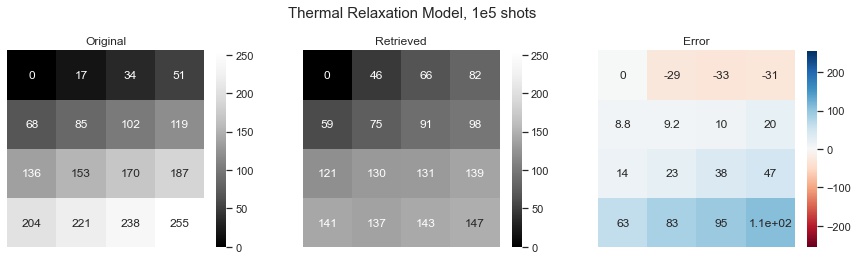 Thermal Relaxation Model, 1e5 shots
Original
0 17 34 51
68 85 102 119
136 153 170 187
204 221 238 255
250
200
150
100
50
0
Retrieved
0 46 66 82
59 75 91 98
121 130 131 139
141 137 143 147
250
200
150
100
50
0
Error
0 -29 -33 -31
8.8 9.2 10 20
14 23 38 47
63 83 95 1.1e+02
200
100
0
−100
−200